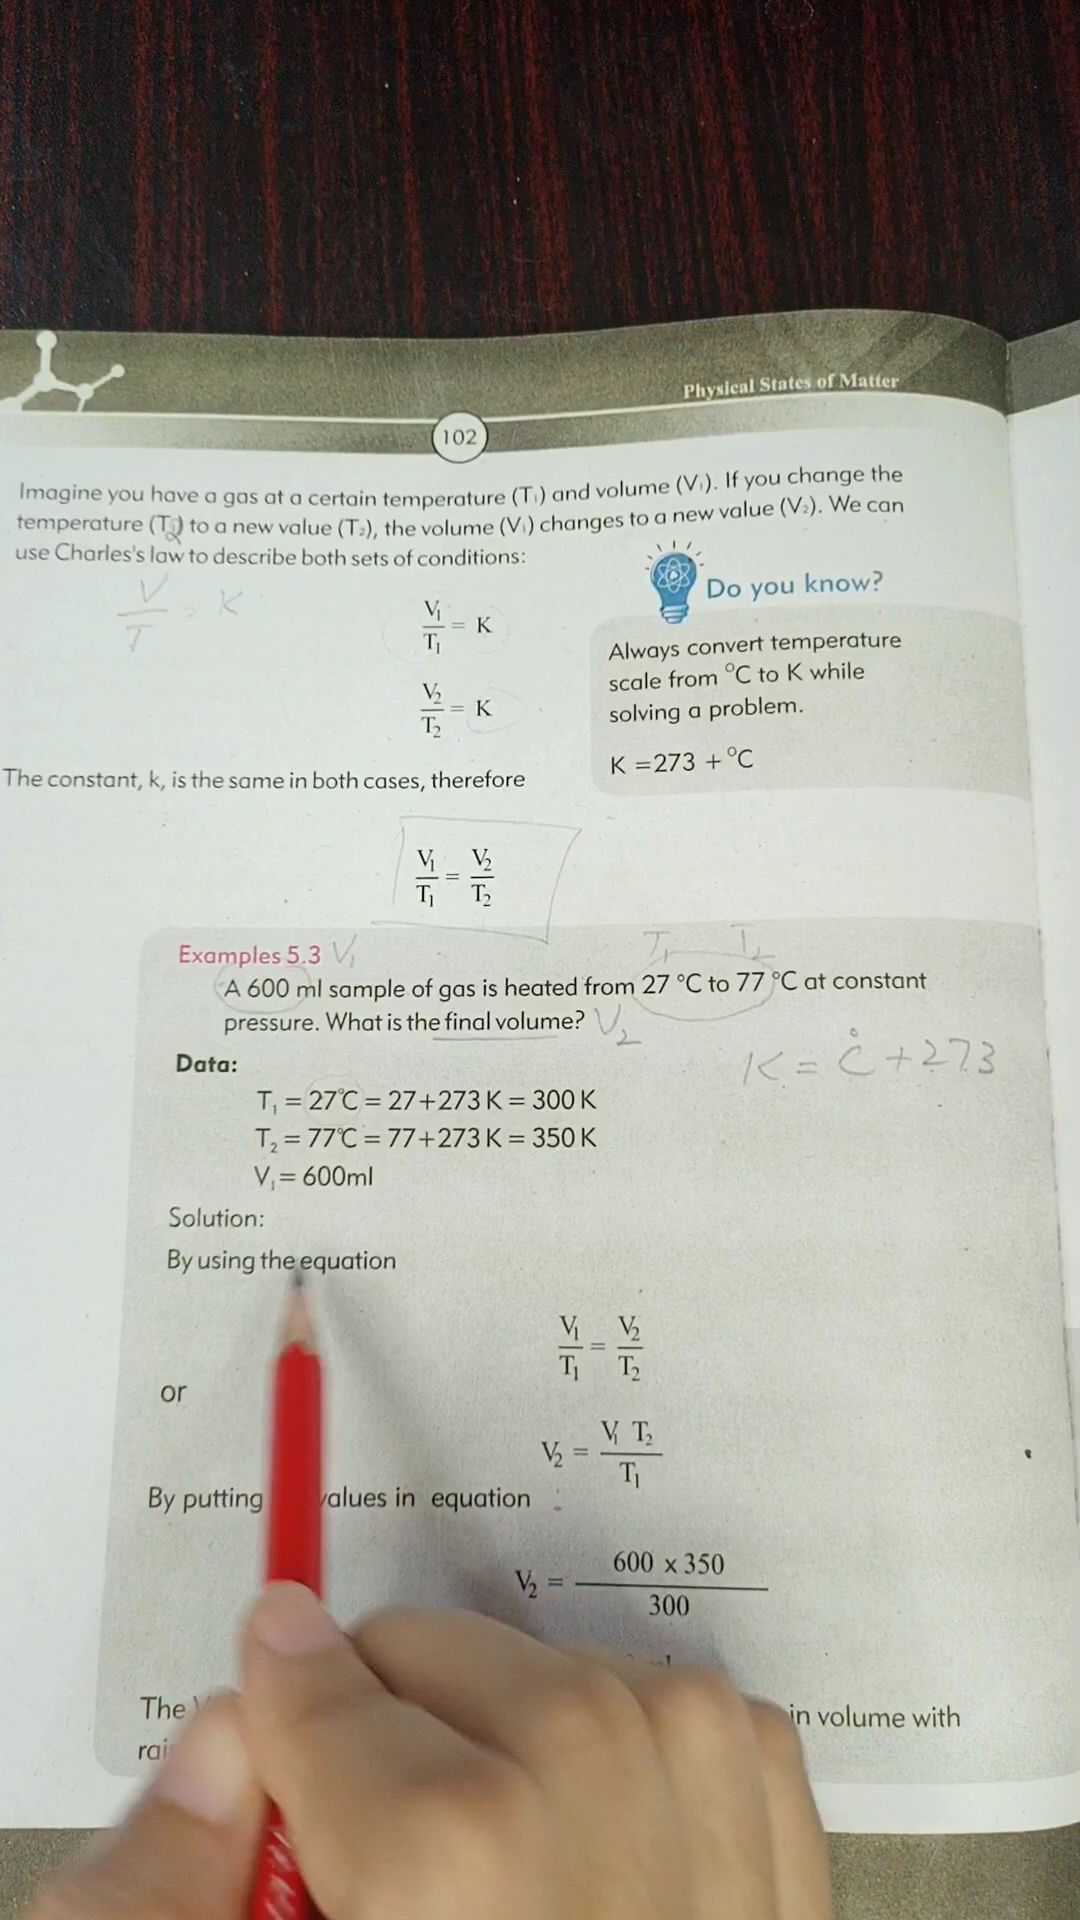 Physical States of Matter
102
Imagine you have a gas at a certain temperature (T₁) and volume (V₁). If you change the
temperature (T₂) to a new value (T₂), the volume (V₁) changes to a new value (V₂). We can
use Charles's law to describe both sets of conditions:
V/T = K
V₁/T₁ = K
V₂/T₂ = K
Do you know?
Always convert temperature
scale from °C to K while
solving a problem.
K =273 + °C
The constant, k, is the same in both cases, therefore
V₁/T₁ = V₂/T₂
Examples 5.3 V₁
T₁ T₂
A 600 ml sample of gas is heated from 27 °C to 77 °C at constant
pressure. What is the final volume? V₂
K = °C + 273
Data:
T₁ = 27°C = 27+273 K = 300 K
T₂ = 77°C = 77+273 K = 350 K
V₁ = 600ml
Solution:
By using the equation
V₁/T₁ = V₂/T₂
or
V₂ = V₁ T₂/T₁
By putting values in equation
V₂ = 600 x 350/300
The
in volume with